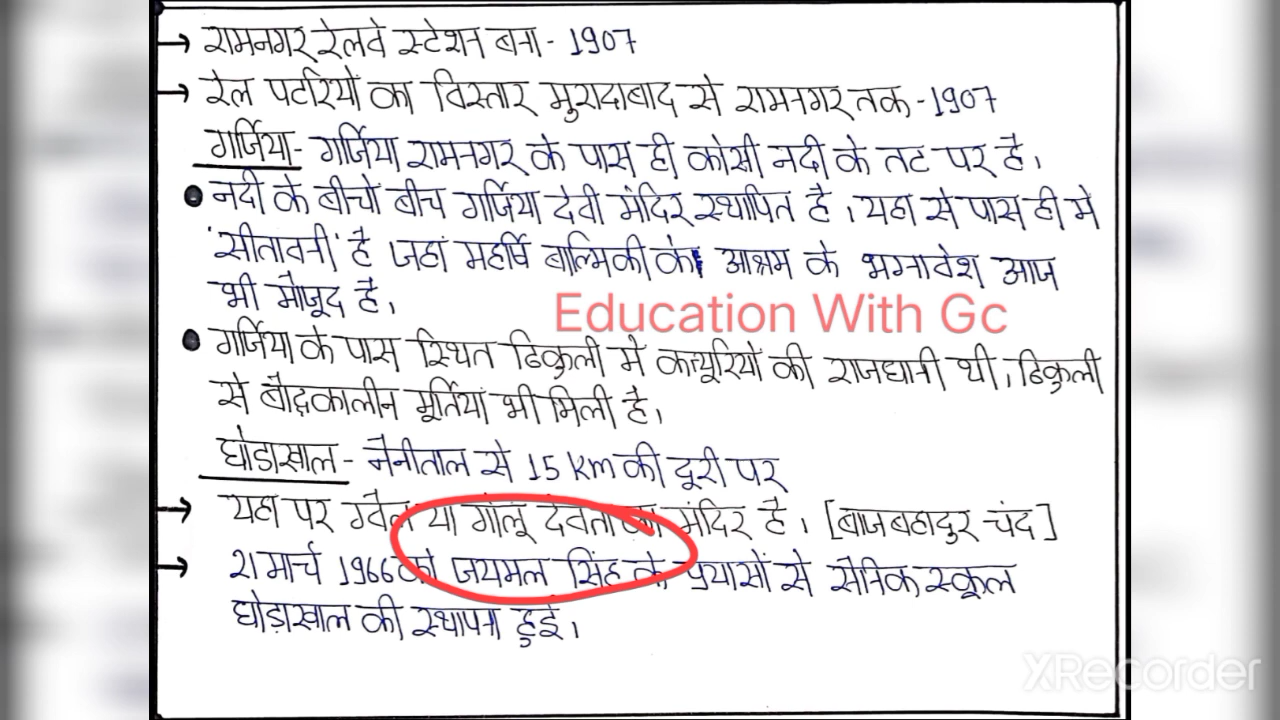 → रामनगर रेलवे स्टेशन बना - 1907
→ रेल पटरियों का विस्तार मुरादाबाद से रामनगर तक - 1907
गर्जिया - गर्जिया रामनगर के पास ही कोसी नदी के तट पर है।
● नदी के बीचों बीच गर्जिया देवी मंदिर स्थापित है। यहा से पास ही मे
'सीतावनी' है जहां महर्षि बाल्मिकी के आश्रम के भग्नावेश आज
भी मौजूद है।
Education With Gc
● गर्जिया के पास स्थित ढिकुली मे कत्यूरियों की राजधानी थी, ढिकुली
से बौद्धकालीन मूर्तियां भी मिली है।
घोडाखाल - नैनीताल से 15 km की दूरी पर
→ यहा पर ग्वैल या गोलू देवता का मंदिर है। [बाजबहादुर चंद]
→ 21 मार्च 1966 को जयमल सिंह के प्रयासों से सैनिक स्कूल
घोड़ाखाल की स्थापना हुई।
XRecorder